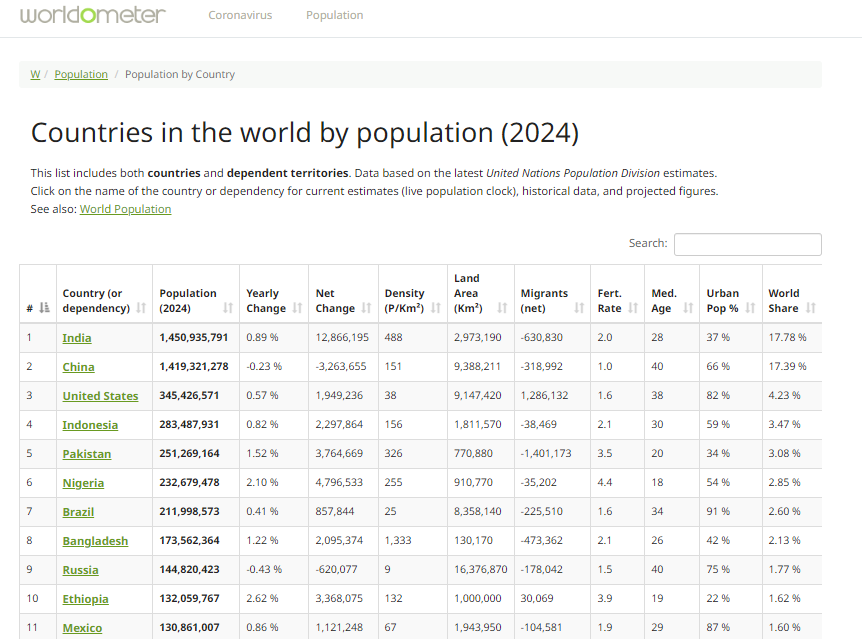 worldometer Coronavirus Population
W / Population / Population by Country
Countries in the world by population (2024)
This list includes both countries and dependent territories. Data based on the latest United Nations Population Division estimates.
Click on the name of the country or dependency for current estimates (live population clock), historical data, and projected figures.
See also: World Population
Search:
# Country (or dependency) Population (2024) Yearly Change Net Change Density (P/Km²) Land Area (Km²) Migrants (net) Fert. Rate Med. Age Urban Pop % World Share
1 India 1,450,935,791 0.89 % 12,866,195 488 2,973,190 -630,830 2.0 28 37 % 17.78 %
2 China 1,419,321,278 -0.23 % -3,263,655 151 9,388,211 -318,992 1.0 40 66 % 17.39 %
3 United States 345,426,571 0.57 % 1,949,236 38 9,147,420 1,286,132 1.6 38 82 % 4.23 %
4 Indonesia 283,487,931 0.82 % 2,297,864 156 1,811,570 -38,469 2.1 30 59 % 3.47 %
5 Pakistan 251,269,164 1.52 % 3,764,669 326 770,880 -1,401,173 3.5 20 34 % 3.08 %
6 Nigeria 232,679,478 2.10 % 4,796,533 255 910,770 -35,202 4.4 18 54 % 2.85 %
7 Brazil 211,998,573 0.41 % 857,844 25 8,358,140 -225,510 1.6 34 91 % 2.60 %
8 Bangladesh 173,562,364 1.22 % 2,095,374 1,333 130,170 -473,362 2.1 26 42 % 2.13 %
9 Russia 144,820,423 -0.43 % -620,077 9 16,376,870 -178,042 1.5 40 75 % 1.77 %
10 Ethiopia 132,059,767 2.62 % 3,368,075 132 1,000,000 30,069 3.9 19 22 % 1.62 %
11 Mexico 130,861,007 0.86 % 1,121,248 67 1,943,950 -104,581 1.9 29 87 % 1.60 %